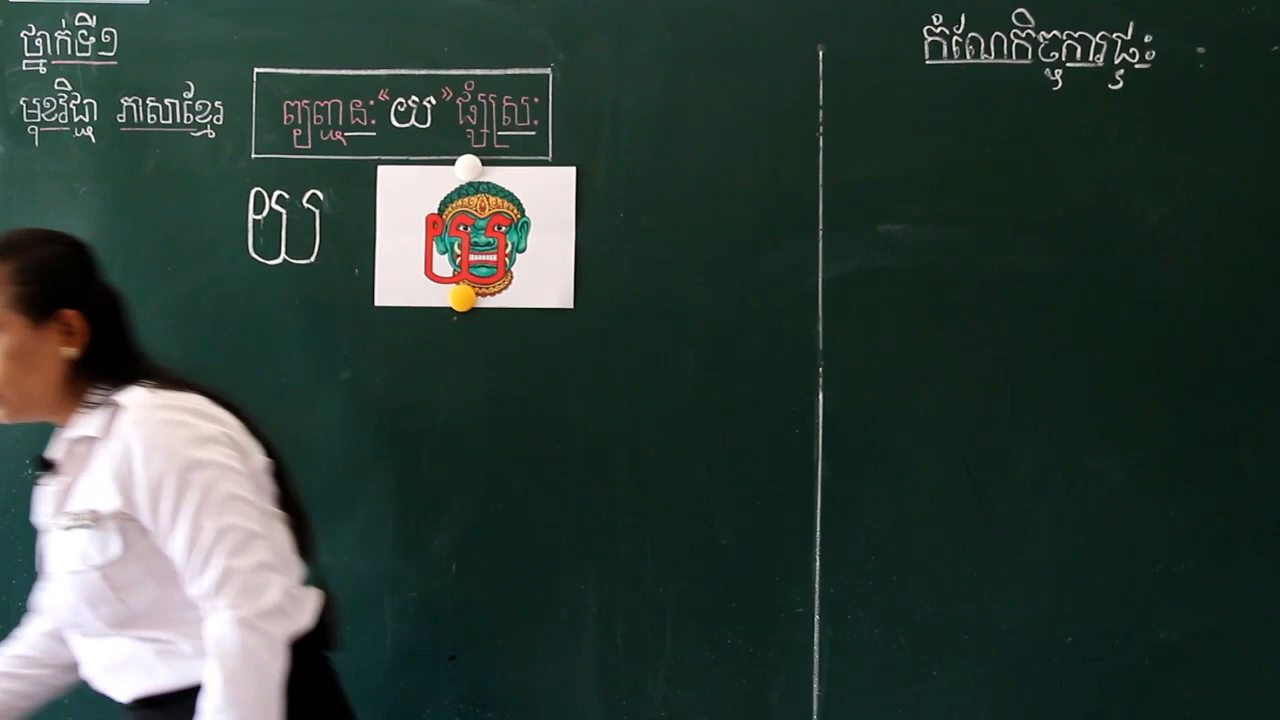 ថ្នាក់ទី១
មុខវិជ្ជា ភាសាខ្មែរ
ព្យញ្ជនៈ “យ” ផ្សំស្រៈ
យ
យ
កំណែកិច្ចការផ្ទះ